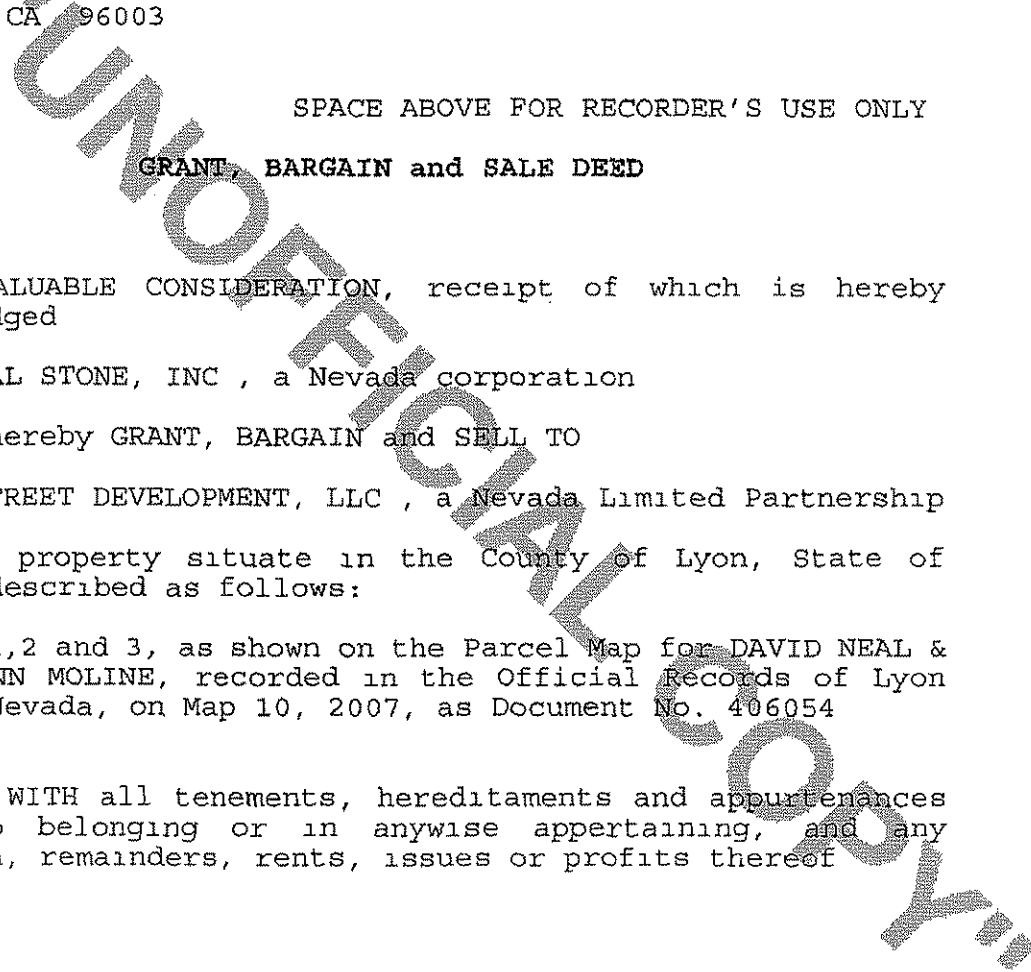 CA 96003
SPACE ABOVE FOR RECORDER'S USE ONLY
GRANT, BARGAIN and SALE DEED
ALUABLE CONSIDERATION, receipt of which is hereby
dged
AL STONE, INC , a Nevada corporation
hereby GRANT, BARGAIN and SELL TO
TREET DEVELOPMENT, LLC , a Nevada Limited Partnership
property situate in the County of Lyon, State of
described as follows:
1,2 and 3, as shown on the Parcel Map for DAVID NEAL &
NN MOLINE, recorded in the Official Records of Lyon
Nevada, on Map 10, 2007, as Document No. 406054
WITH all tenements, hereditaments and appurtenances
o belonging or in anywise appertaining, and any
, remainders, rents, issues or profits thereof
UNOFFICIAL COPY"